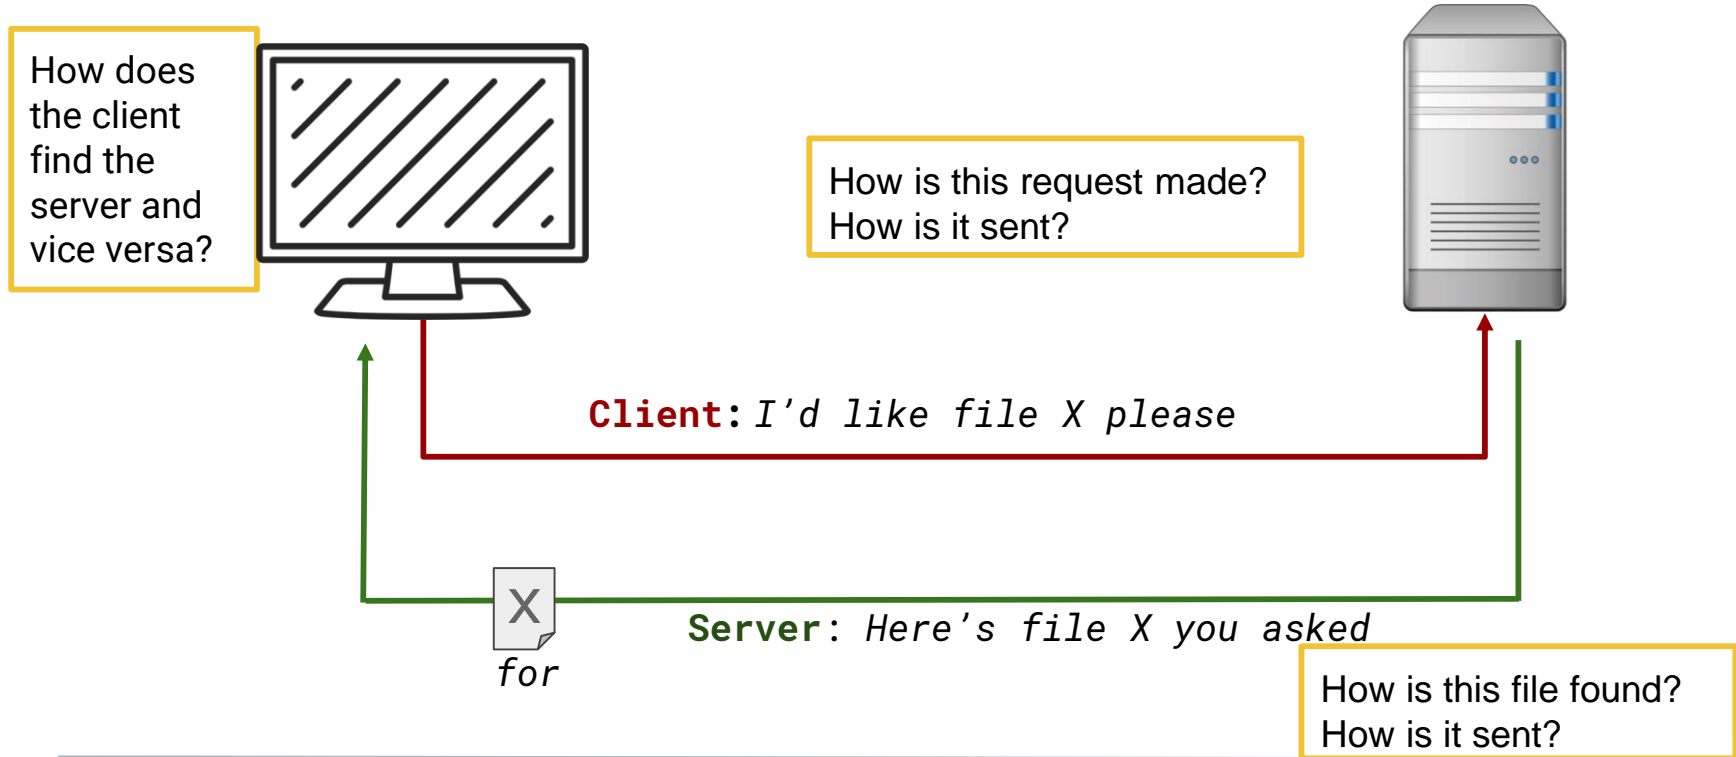 How does
the client
find the
server and
vice versa?
How is this request made?
How is it sent?
Client: I’d like file X please
X
Server: Here’s file X you asked
for
How is this file found?
How is it sent?